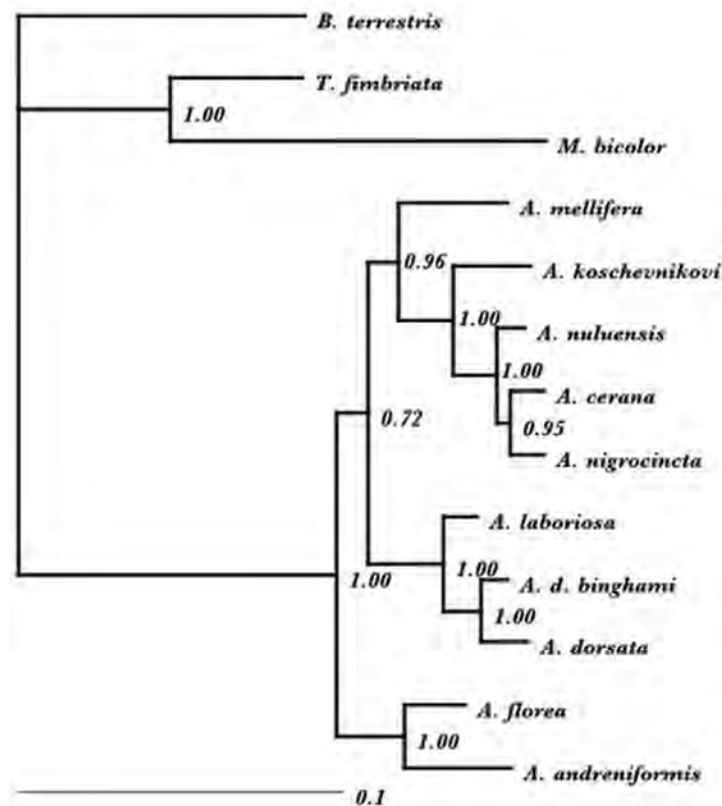 B. terrestris
T. fimbriata
1.00
M. bicolor
A. mellifera
0.96
A. koschevnikovi
1.00
A. nuluensis
1.00
A. cerana
0.72
0.95
A. nigrocincta
A. laboriosa
1.00
1.00
A. d. binghami
1.00
A. dorsata
A. florea
1.00
A. andreniformis
0.1